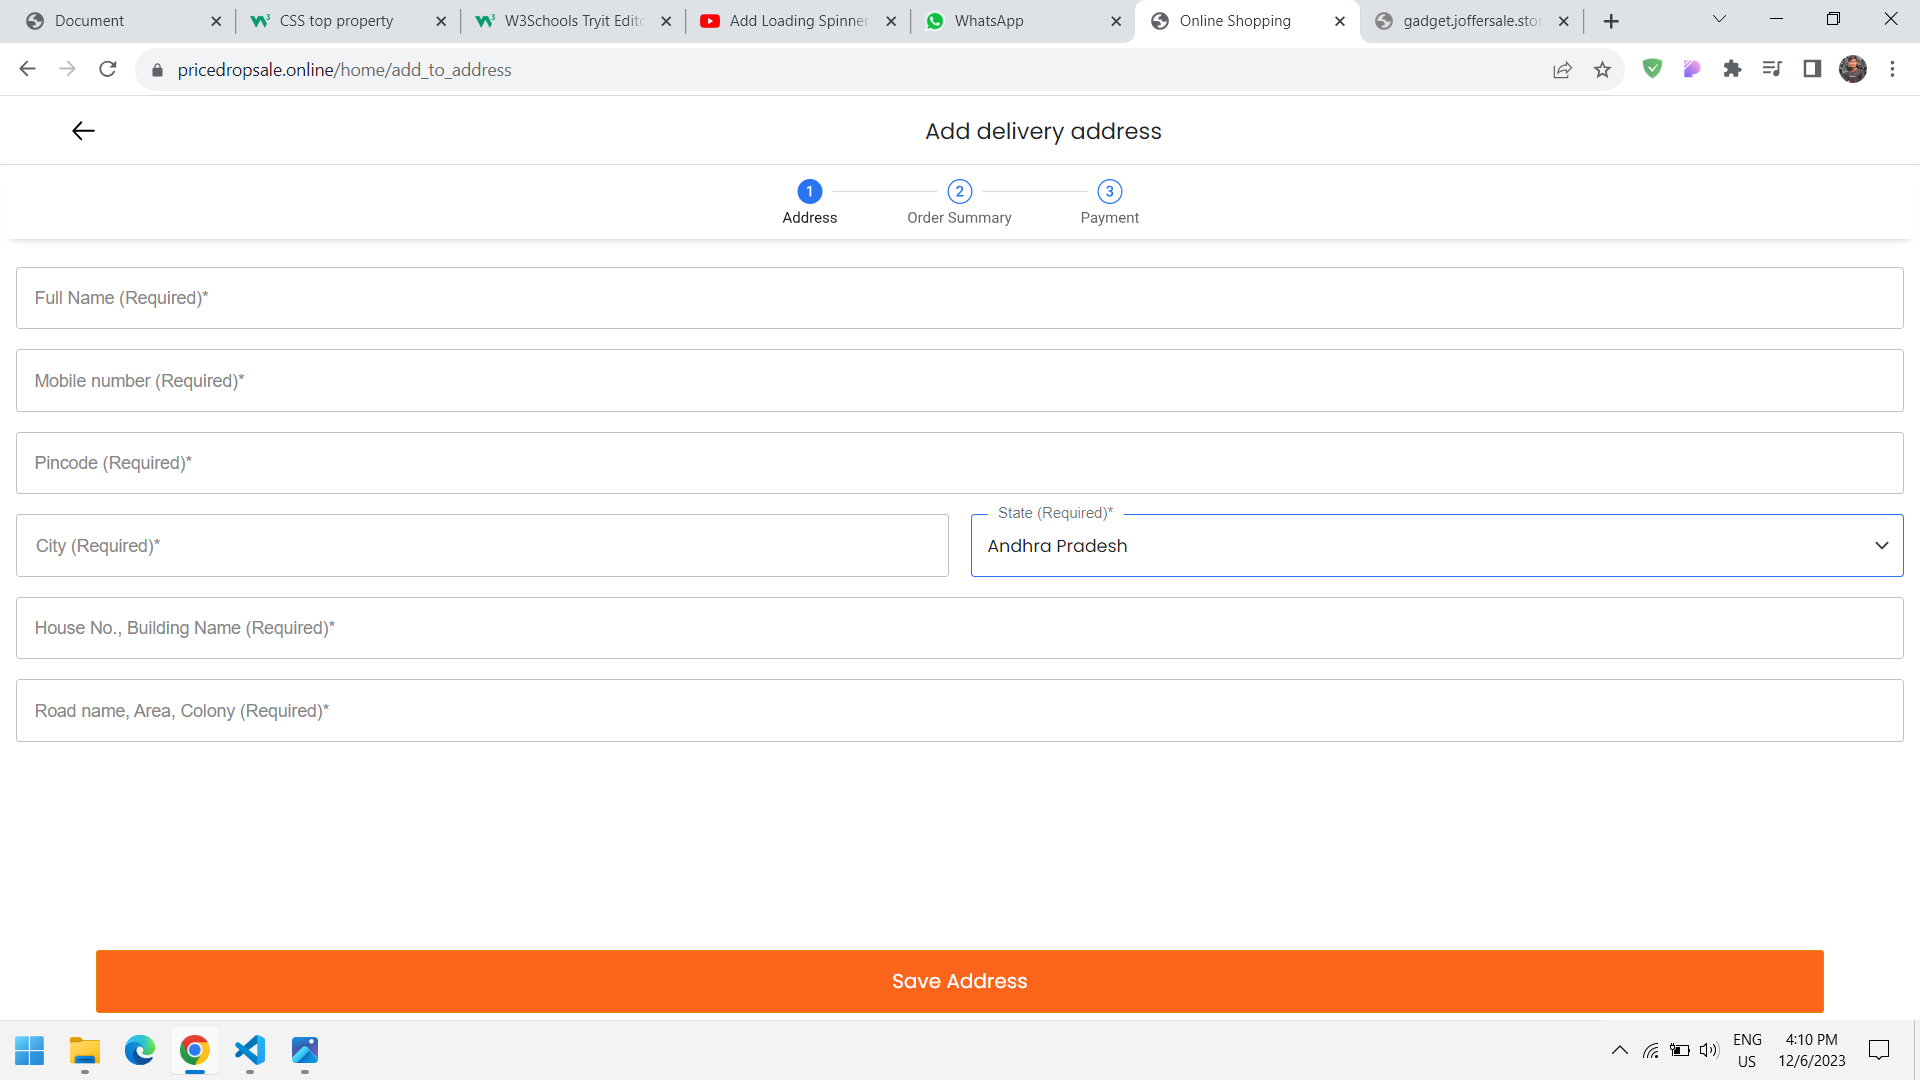 Document
CSS top property
W3Schools Tryit Edito
Add Loading Spinner
WhatsApp
Online Shopping
gadget.joffersale.stor
pricedropsale.online/home/add_to_address
Add delivery address
1
2
3
Address
Order Summary
Payment
Full Name (Required)*
Mobile number (Required)*
Pincode (Required)*
City (Required)*
State (Required)*
Andhra Pradesh
House No., Building Name (Required)*
Road name, Area, Colony (Required)*
Save Address
ENG
US
4:10 PM
12/6/2023